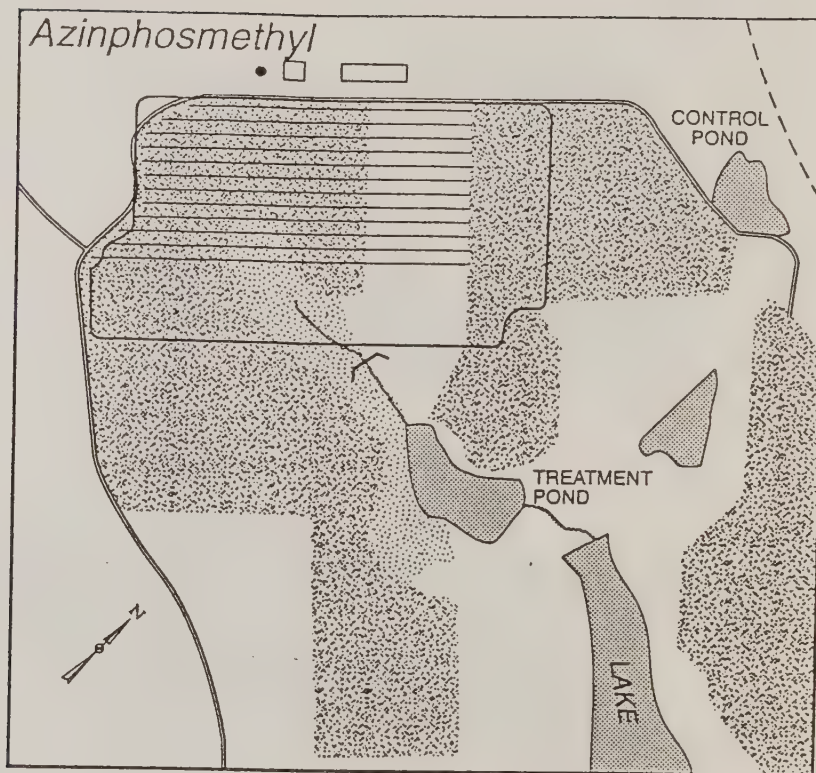 Azinphosmethyl
CONTROL
POND
TREATMENT
POND
N
LAKE